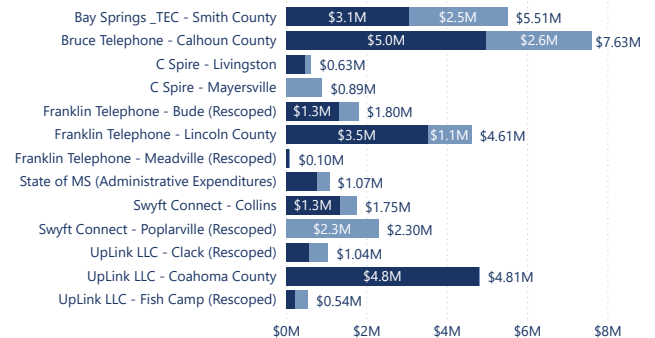 Bay Springs _TEC - Smith County $3.1M $2.5M $5.51M
Bruce Telephone - Calhoun County $5.0M $2.6M $7.63M
C Spire - Livingston $0.63M
C Spire - Mayersville $0.89M
Franklin Telephone - Bude (Rescoped) $1.3M $1.80M
Franklin Telephone - Lincoln County $3.5M $1.1M $4.61M
Franklin Telephone - Meadville (Rescoped) $0.10M
State of MS (Administrative Expenditures) $1.07M
Swyft Connect - Collins $1.3M $1.75M
Swyft Connect - Poplarville (Rescoped) $2.3M $2.30M
UpLink LLC - Clack (Rescoped) $1.04M
UpLink LLC - Coahoma County $4.8M $4.81M
UpLink LLC - Fish Camp (Rescoped) $0.54M
$0M $2M $4M $6M $8M